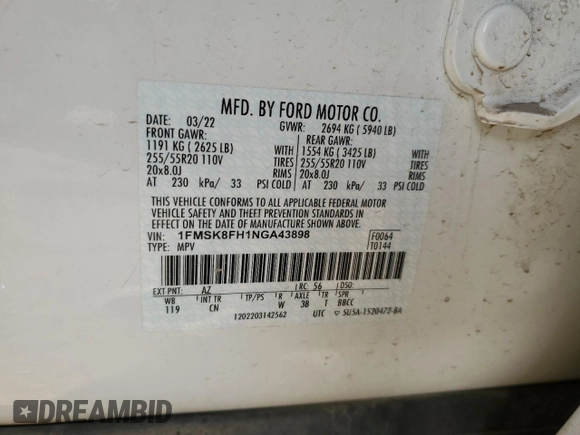 MFD. BY FORD MOTOR CO.
DATE: 03/22 GVWR: 2694 KG ( 5940 LB)
FRONT GAWR: REAR GAWR:
1191 KG ( 2625 LB) WITH 1554 KG ( 3425 LB) WITH
255/55R20 110V TIRES 255/55R20 110V TIRES
20x8.0J RIMS 20x8.0J RIMS
AT 230 kPa/ 33 PSI COLD AT 230 kPa/ 33 PSI COLD
THIS VEHICLE CONFORMS TO ALL APPLICABLE FEDERAL MOTOR
VEHICLE SAFETY AND THEFT PREVENTION STANDARDS IN EFFECT
ON THE DATE OF MANUFACTURE SHOWN ABOVE.
VIN: 1FMSK8FH1NGA43898 F0064
TYPE: MPV T0144
EXT PNT: AZ RC: 56 DSO:
WB INT TR TP/PS R AXLE TR SPR
119 CN W 38 T BBCC
1202203142562 UTC ▽ 5U5A-1520472-BA
DREAMBID
DREAMBID